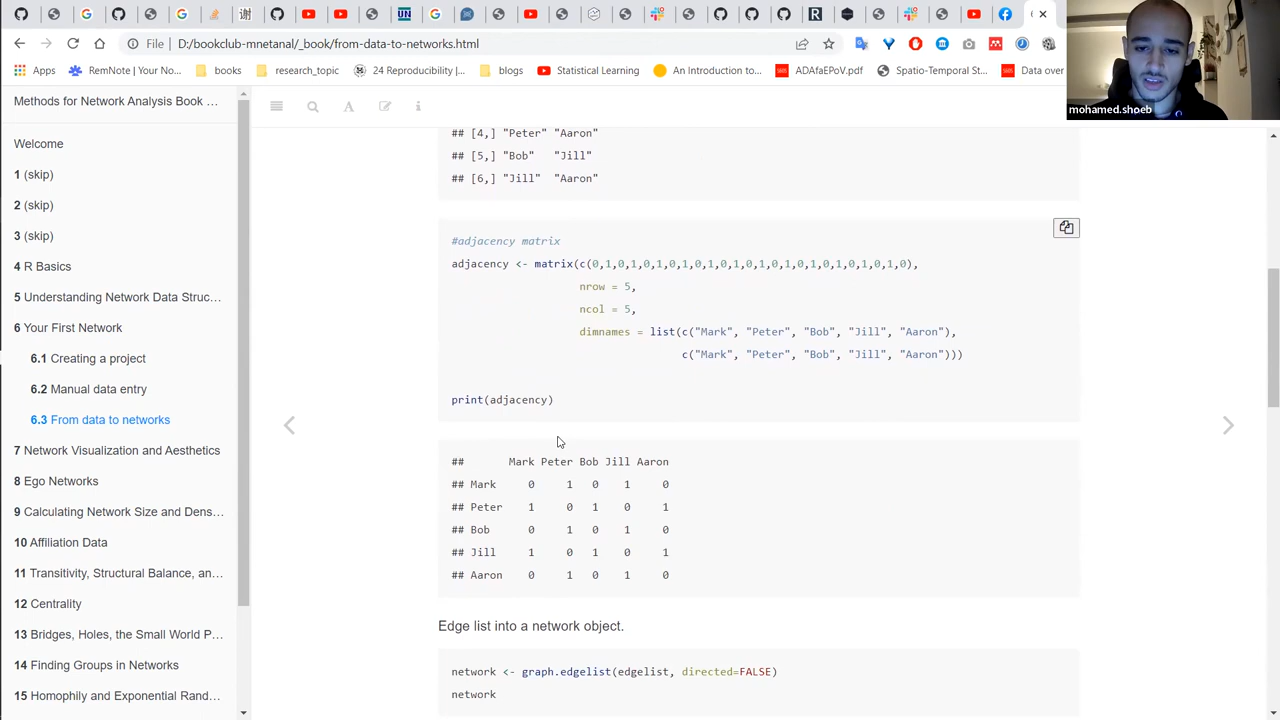 File D:/bookclub-mnetanal/_book/from-data-to-networks.html
Apps RemNote | Your No... books research_topic 24 Reproducibility |... blogs Statistical Learning An Introduction to... ADAfaEPoV.pdf Spatio-Temporal St... Data over
mohamed.shoeb
Methods for Network Analysis Book ...
Welcome
1 (skip)
2 (skip)
3 (skip)
4 R Basics
5 Understanding Network Data Struc...
6 Your First Network
6.1 Creating a project
6.2 Manual data entry
6.3 From data to networks
7 Network Visualization and Aesthetics
8 Ego Networks
9 Calculating Network Size and Dens...
10 Affiliation Data
11 Transitivity, Structural Balance, an...
12 Centrality
13 Bridges, Holes, the Small World P...
14 Finding Groups in Networks
15 Homophily and Exponential Rand...
## [4,] "Peter" "Aaron"
## [5,] "Bob" "Jill"
## [6,] "Jill" "Aaron"
#adjacency matrix
adjacency <- matrix(c(0,1,0,1,0,1,0,1,0,1,0,1,0,1,0,1,0,1,0,1,0,1,0,1,0),
nrow = 5,
ncol = 5,
dimnames = list(c("Mark", "Peter", "Bob", "Jill", "Aaron"),
c("Mark", "Peter", "Bob", "Jill", "Aaron")))
print(adjacency)
## Mark Peter Bob Jill Aaron
## Mark 0 1 0 1 0
## Peter 1 0 1 0 1
## Bob 0 1 0 1 0
## Jill 1 0 1 0 1
## Aaron 0 1 0 1 0
Edge list into a network object.
network <- graph.edgelist(edgelist, directed=FALSE)
network